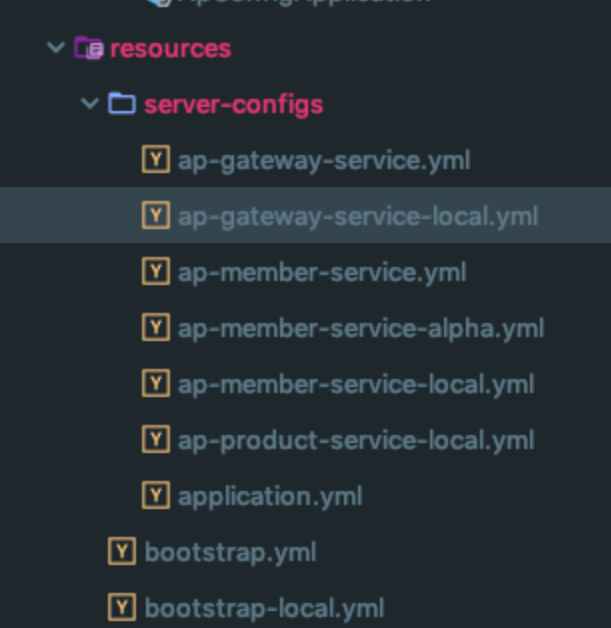 resources
server-configs
Y ap-gateway-service.yml
Y ap-gateway-service-local.yml
Y ap-member-service.yml
Y ap-member-service-alpha.yml
Y ap-member-service-local.yml
Y ap-product-service-local.yml
Y application.yml
Y bootstrap.yml
Y bootstrap-local.yml